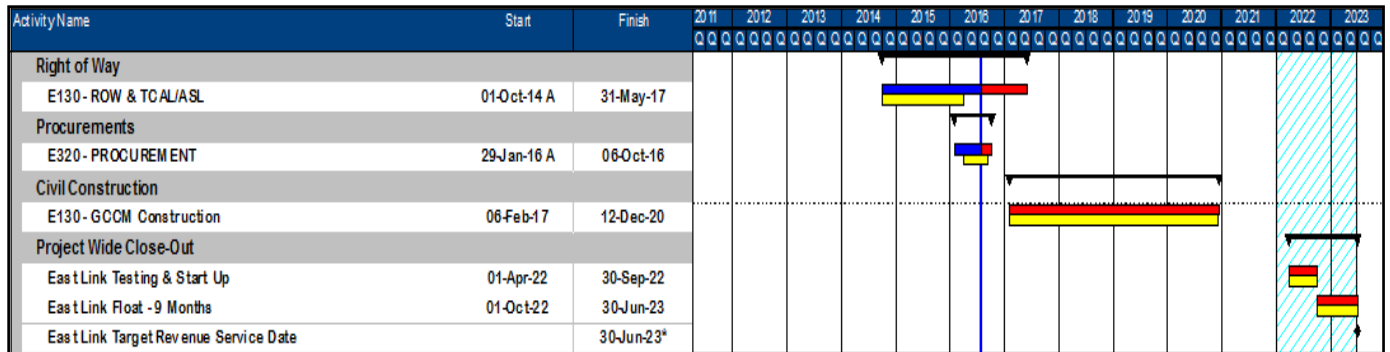 Activity Name Start Finish 2011 2012 2013 2014 2015 2016 2017 2018 2019 2020 2021 2022 2023
Q Q Q Q Q Q Q Q Q Q Q Q Q Q Q Q Q Q Q Q Q Q Q Q Q Q Q Q Q Q Q Q Q Q Q Q Q Q Q Q Q Q Q Q Q Q Q Q Q Q Q
Right of Way
E130 - ROW & TCAL/ASL 01-Oct-14 A 31-May-17
Procurements
E320 - PROCUREMENT 29-Jan-16 A 06-Oct-16
Civil Construction
E130 - GCCM Construction 06-Feb-17 12-Dec-20
Project Wide Close-Out
East Link Testing & Start Up 01-Apr-22 30-Sep-22
East Link Float - 9 Months 01-Oct-22 30-Jun-23
East Link Target Revenue Service Date 30-Jun-23*